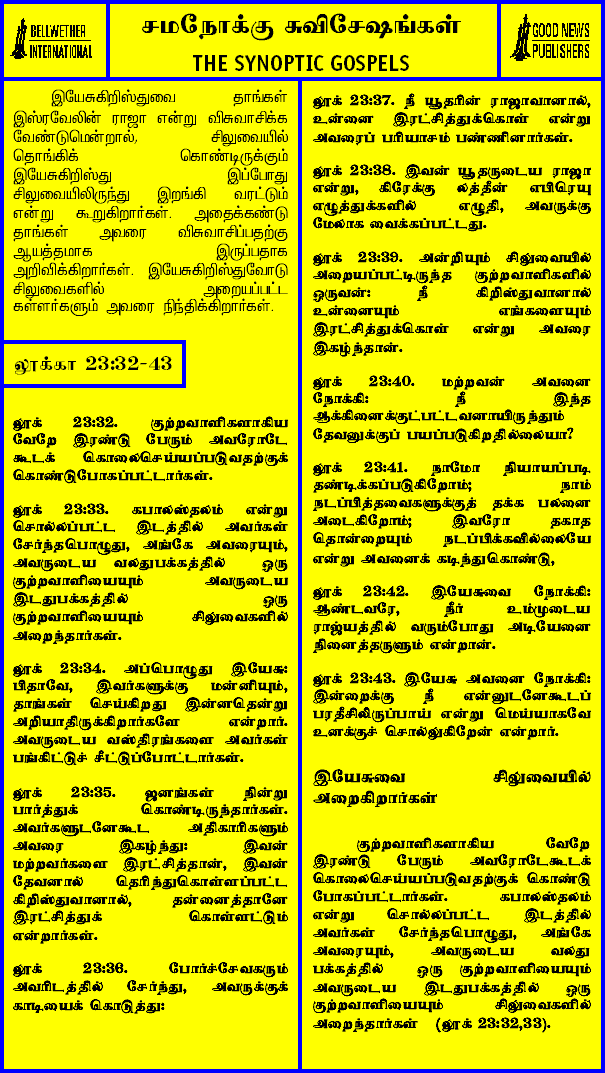 BELLWETHER
INTERNATIONAL
சமநோக்கு சுவிசேஷங்கள்
THE SYNOPTIC GOSPELS
GOOD NEWS
PUBLISHERS
இயேசுகிறிஸ்துவை தாங்கள்
இஸ்ரவேலின் ராஜா என்று விசுவாசிக்க
வேண்டுமென்றால், சிலுவையில்
தொங்கிக் கொண்டிருக்கும்
இயேசுகிறிஸ்து இப்போது
சிலுவையிலிருந்து இறங்கி வரட்டும்
என்று கூறுகிறார்கள். அதைக்கண்டு
தாங்கள் அவரை விசுவாசிப்பதற்கு
ஆயத்தமாக இருப்பதாக
அறிவிக்கிறார்கள். இயேசுகிறிஸ்துவோடு
சிலுவைகளில் அறையப்பட்ட
கள்ளர்களும் அவரை நிந்திக்கிறார்கள்.
லூக்கா 23:32-43
லூக் 23:32. குற்றவாளிகளாகிய
வேறே இரண்டு பேரும் அவரோடே
கூடக் கொலைசெய்யப்படுவதற்குக்
கொண்டுபோகப்பட்டார்கள்.
லூக் 23:33. கபாலஸ்தலம் என்று
சொல்லப்பட்ட இடத்தில் அவர்கள்
சேர்ந்தபொழுது, அங்கே அவரையும்,
அவருடைய வலதுபக்கத்தில் ஒரு
குற்றவாளியையும் அவருடைய
இடதுபக்கத்தில் ஒரு
குற்றவாளியையும் சிலுவைகளில்
அறைந்தார்கள்.
லூக் 23:34. அப்பொழுது இயேசு:
பிதாவே, இவர்களுக்கு மன்னியும்,
தாங்கள் செய்கிறது இன்னதென்று
அறியாதிருக்கிறார்களே என்றார்.
அவருடைய வஸ்திரங்களை அவர்கள்
பங்கிட்டுச் சீட்டுப்போட்டார்கள்.
லூக் 23:35. ஜனங்கள் நின்று
பார்த்துக் கொண்டிருந்தார்கள்.
அவர்களுடனேகூட அதிகாரிகளும்
அவரை இகழ்ந்து: இவன்
மற்றவர்களை இரட்சித்தான், இவன்
தேவனால் தெரிந்துகொள்ளப்பட்ட
கிறிஸ்துவானால், தன்னைத்தானே
இரட்சித்துக் கொள்ளட்டும்
என்றார்கள்.
லூக் 23:36. போர்ச்சேவகரும்
அவரிடத்தில் சேர்ந்து, அவருக்குக்
காடியைக் கொடுத்து:
லூக் 23:37. நீ யூதரின் ராஜாவானால்,
உன்னை இரட்சித்துக்கொள் என்று
அவரைப் பரியாசம் பண்ணினார்கள்.
லூக் 23:38. இவன் யூதருடைய ராஜா
என்று, கிரேக்கு லத்தீன் எபிரெயு
எழுத்துக்களில் எழுதி, அவருக்கு
மேலாக வைக்கப்பட்டது.
லூக் 23:39. அன்றியும் சிலுவையில்
அறையப்பட்டிருந்த குற்றவாளிகளில்
ஒருவன்: நீ கிறிஸ்துவானால்
உன்னையும் எங்களையும்
இரட்சித்துக்கொள் என்று அவரை
இகழ்ந்தான்.
லூக் 23:40. மற்றவன் அவனை
நோக்கி: நீ இந்த
ஆக்கினைக்குட்பட்டவனாயிருந்தும்
தேவனுக்குப் பயப்படுகிறதில்லையா?
லூக் 23:41. நாமோ நியாயப்படி
தண்டிக்கப்படுகிறோம்; நாம்
நடப்பித்தவைகளுக்குத் தக்க பலனை
அடைகிறோம்; இவரோ தகாத
தொன்றையும் நடப்பிக்கவில்லையே
என்று அவனைக் கடிந்துகொண்டு,
லூக் 23:42. இயேசுவை நோக்கி:
ஆண்டவரே, நீர் உம்முடைய
ராஜ்யத்தில் வரும்போது அடியேனை
நினைத்தருளும் என்றான்.
லூக் 23:43. இயேசு அவனை நோக்கி:
இன்றைக்கு நீ என்னுடனேகூடப்
பரதீசிலிருப்பாய் என்று மெய்யாகவே
உனக்குச் சொல்லுகிறேன் என்றார்.
இயேசுவை சிலுவையில்
அறைகிறார்கள்
குற்றவாளிகளாகிய வேறே
இரண்டு பேரும் அவரோடேகூடக்
கொலைசெய்யப்படுவதற்குக் கொண்டு
போகப்பட்டார்கள். கபாலஸ்தலம்
என்று சொல்லப்பட்ட இடத்தில்
அவர்கள் சேர்ந்தபொழுது, அங்கே
அவரையும், அவருடைய வலது
பக்கத்தில் ஒரு குற்றவாளியையும்
அவருடைய இடதுபக்கத்தில் ஒரு
குற்றவாளியையும் சிலுவைகளில்
அறைந்தார்கள் (லூக் 23:32,33).